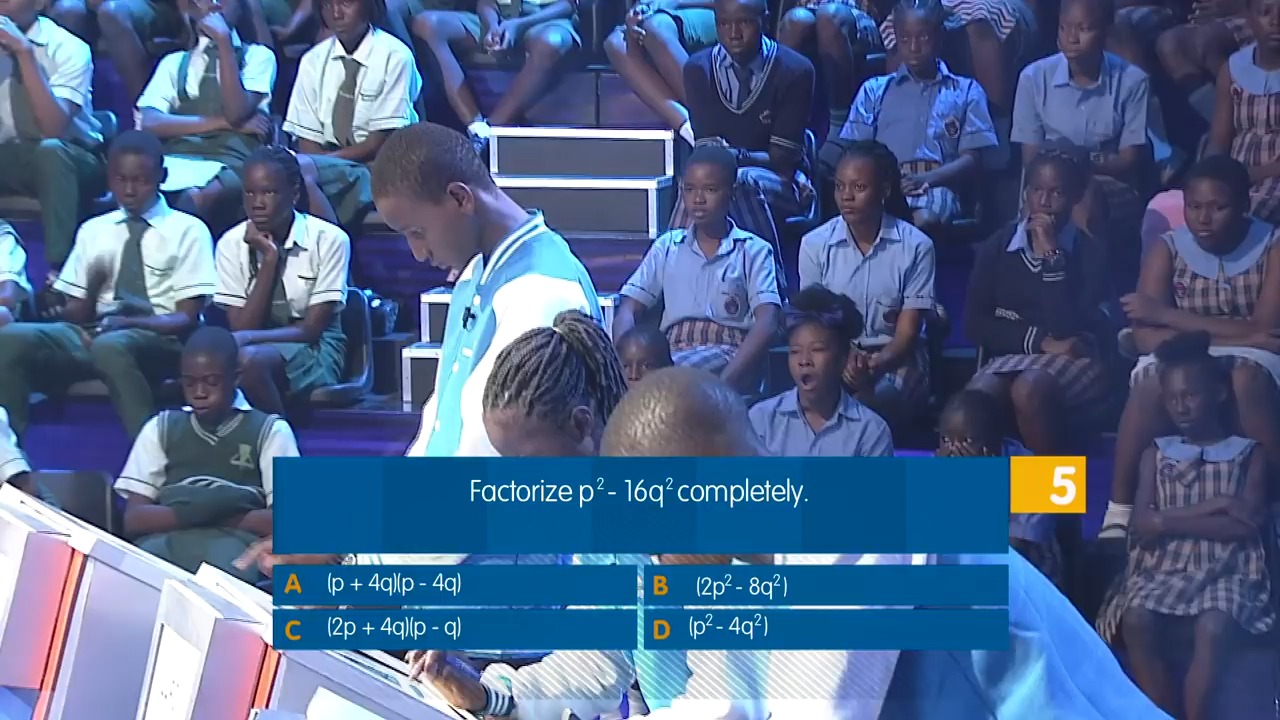 Factorize p² - 16q² completely.
5
A (p + 4q)(p - 4q)
B (2p² - 8q²)
C (2p + 4q)(p - q)
D (p² - 4q²)